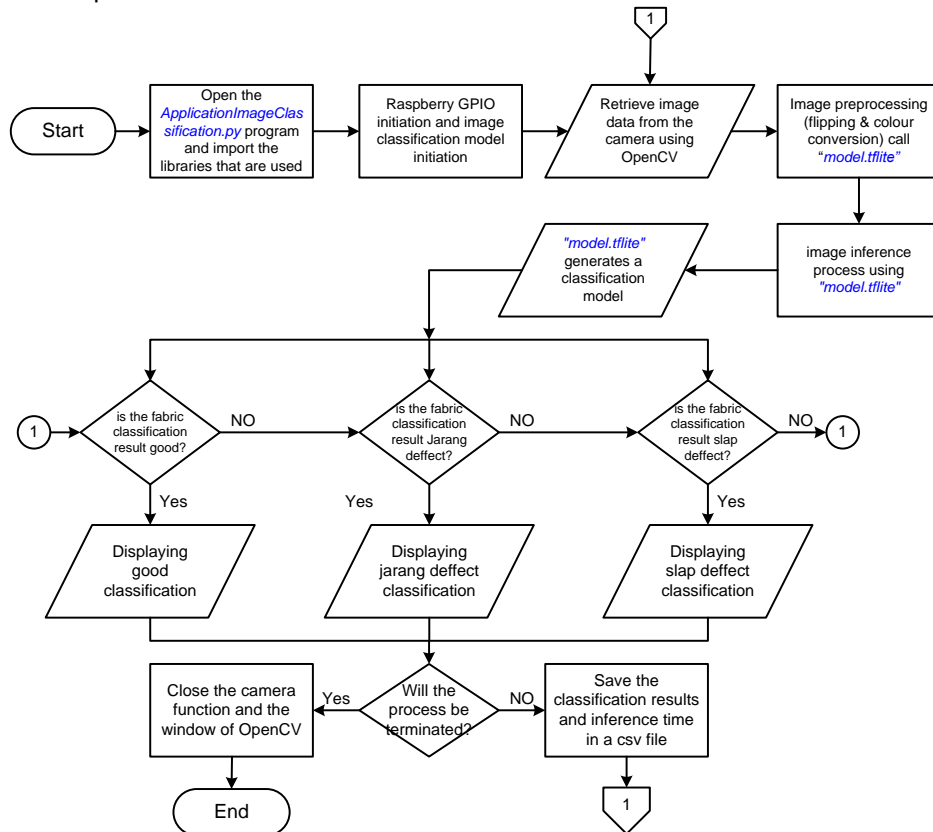 1
Start
Open the
ApplicationImageClas
sification.py program
and import the
libraries that are used
Raspberry GPIO
initiation and image
classification model
initiation
Retrieve image
data from the
camera using
OpenCV
Image preprocessing
(flipping & colour
conversion) call
“model.tflite”
"model.tflite"
generates a
classification
model
image inference
process using
"model.tflite"
1
is the fabric
classification
result good?
NO
Is the fabric
classification
result Jarang
deffect?
NO
Is the fabric
classification
result slap
deffect?
NO
1
Yes
Yes
Yes
Displaying
good
classification
Displaying
jarang deffect
classification
Displaying
slap deffect
classification
Close the camera
function and the
window of OpenCV
Yes
Will the
process be
terminated?
NO
Save the
classification results
and inference time
in a csv file
End
1